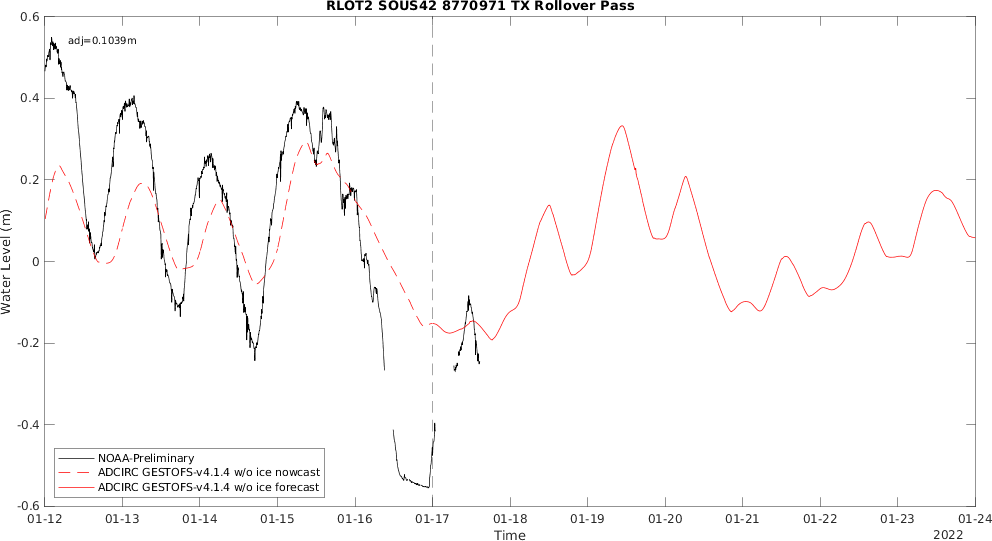 RLOT2 SOUS42 8770971 TX Rollover Pass
adj=0.1039m
0.6
0.4
0.2
0
-0.2
-0.4
-0.6
Water Level (m)
NOAA-Preliminary
ADCIRC GESTOFS-v4.1.4 w/o ice nowcast
ADCIRC GESTOFS-v4.1.4 w/o ice forecast
01-12 01-13 01-14 01-15 01-16 01-17 01-18 01-19 01-20 01-21 01-22 01-23 01-24
Time
2022